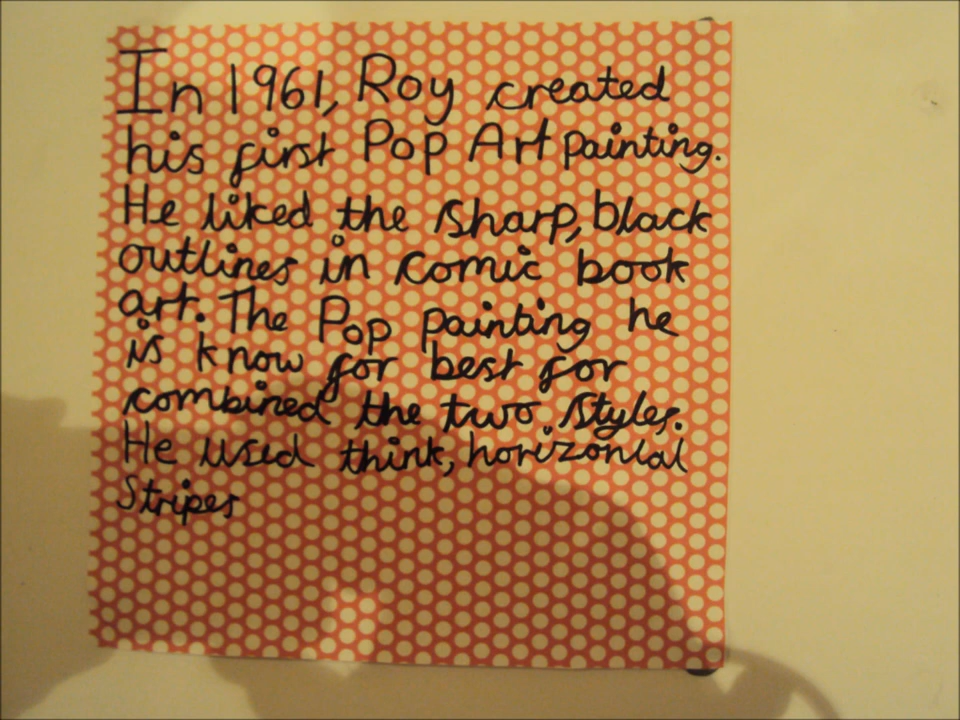 In 1961, Roy created
his first Pop Art painting.
He liked the sharp, black
outlines in comic book
art. The Pop painting he
is know for best for
combined the two styles.
He used think, horizontal
stripes